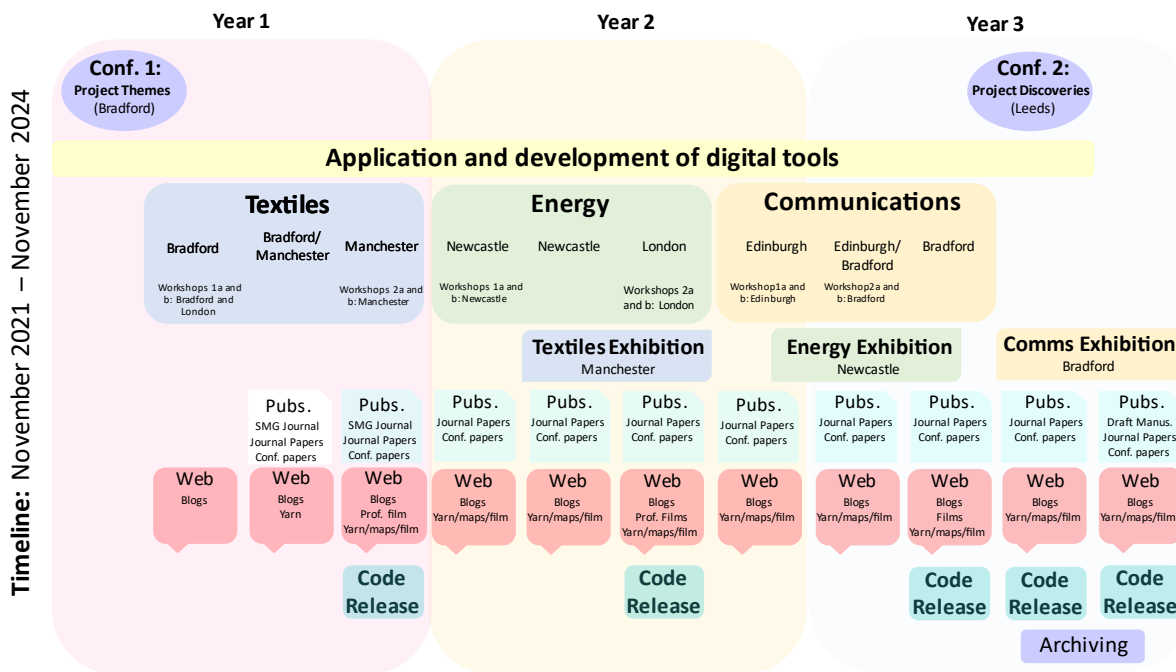 Year 1
Year 2
Year 3
Timeline: November 2021 – November 2024
Conf. 1:
Project Themes
(Bradford)
Conf. 2:
Project Discoveries
(Leeds)
Application and development of digital tools
Textiles
Bradford
Bradford/
Manchester
Manchester
Workshops 1a and
b: Bradford and
London
Workshops 2a and
b: Manchester
Energy
Newcastle
Newcastle
London
Workshops 1a and
b: Newcastle
Workshops 2a
and b: London
Communications
Edinburgh
Edinburgh/
Bradford
Bradford
Workshop1a and
b: Edinburgh
Workshop2a and
b: Bradford
Textiles Exhibition
Manchester
Energy Exhibition
Newcastle
Comms Exhibition
Bradford
Pubs.
SMG Journal
Journal Papers
Conf. papers
Pubs.
SMG Journal
Journal Papers
Conf. papers
Pubs.
Journal Papers
Conf. papers
Pubs.
Journal Papers
Conf. papers
Pubs.
Journal Papers
Conf. papers
Pubs.
Journal Papers
Conf. papers
Pubs.
Journal Papers
Conf. papers
Pubs.
Journal Papers
Conf. papers
Pubs.
Journal Papers
Conf. papers
Pubs.
Draft Manus.
Journal Papers
Conf. papers
Web
Blogs
Web
Blogs
Yarn
Web
Blogs
Prof. film
Yarn/maps/film
Web
Blogs
Yarn/maps/film
Web
Blogs
Yarn/maps/film
Web
Blogs
Prof. Films
Yarn/maps/film
Web
Blogs
Yarn/maps/film
Web
Blogs
Yarn/maps/film
Web
Blogs
Films
Yarn/maps/film
Web
Blogs
Yarn/maps/film
Web
Blogs
Yarn/maps/film
Code
Release
Code
Release
Code
Release
Code
Release
Code
Release
Archiving